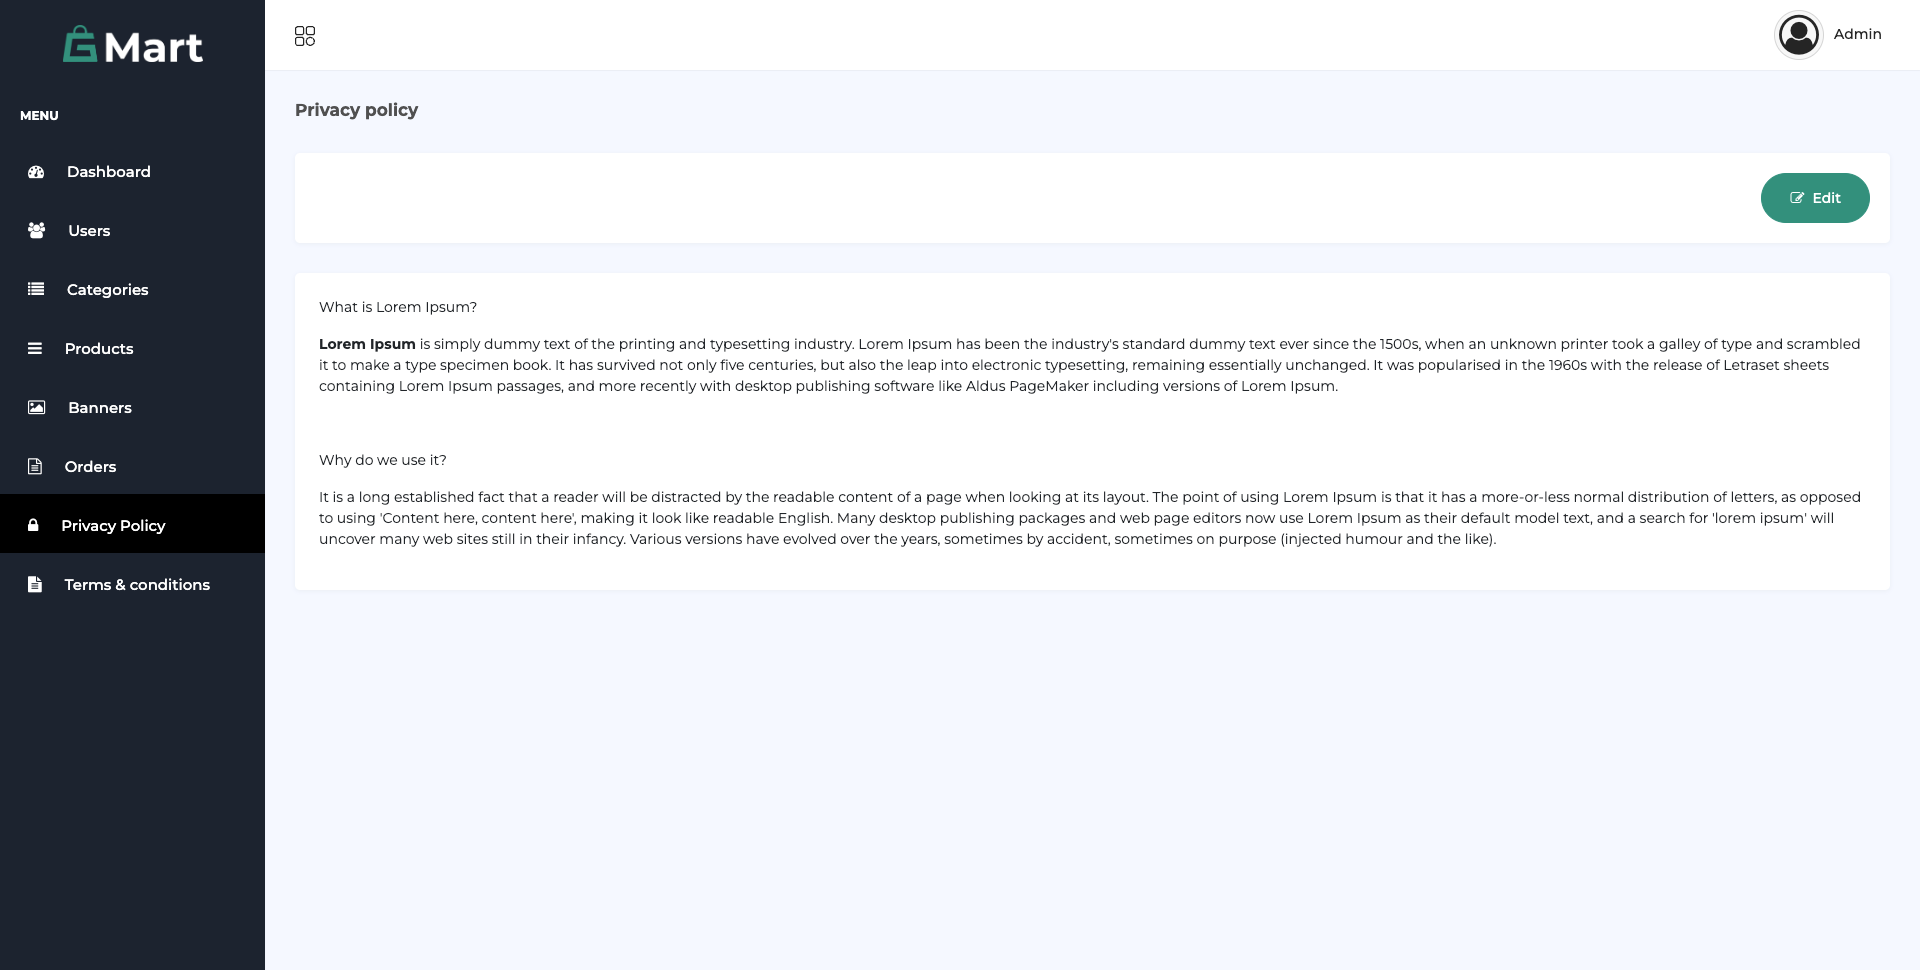 Mart
Admin
MENU
Dashboard
Users
Categories
Products
Banners
Orders
Privacy Policy
Terms & conditions
Privacy policy
Edit
What is Lorem Ipsum?
Lorem Ipsum is simply dummy text of the printing and typesetting industry. Lorem Ipsum has been the industry's standard dummy text ever since the 1500s, when an unknown printer took a galley of type and scrambled
it to make a type specimen book. It has survived not only five centuries, but also the leap into electronic typesetting, remaining essentially unchanged. It was popularised in the 1960s with the release of Letraset sheets
containing Lorem Ipsum passages, and more recently with desktop publishing software like Aldus PageMaker including versions of Lorem Ipsum.
Why do we use it?
It is a long established fact that a reader will be distracted by the readable content of a page when looking at its layout. The point of using Lorem Ipsum is that it has a more-or-less normal distribution of letters, as opposed
to using 'Content here, content here', making it look like readable English. Many desktop publishing packages and web page editors now use Lorem Ipsum as their default model text, and a search for 'lorem ipsum' will
uncover many web sites still in their infancy. Various versions have evolved over the years, sometimes by accident, sometimes on purpose (injected humour and the like).